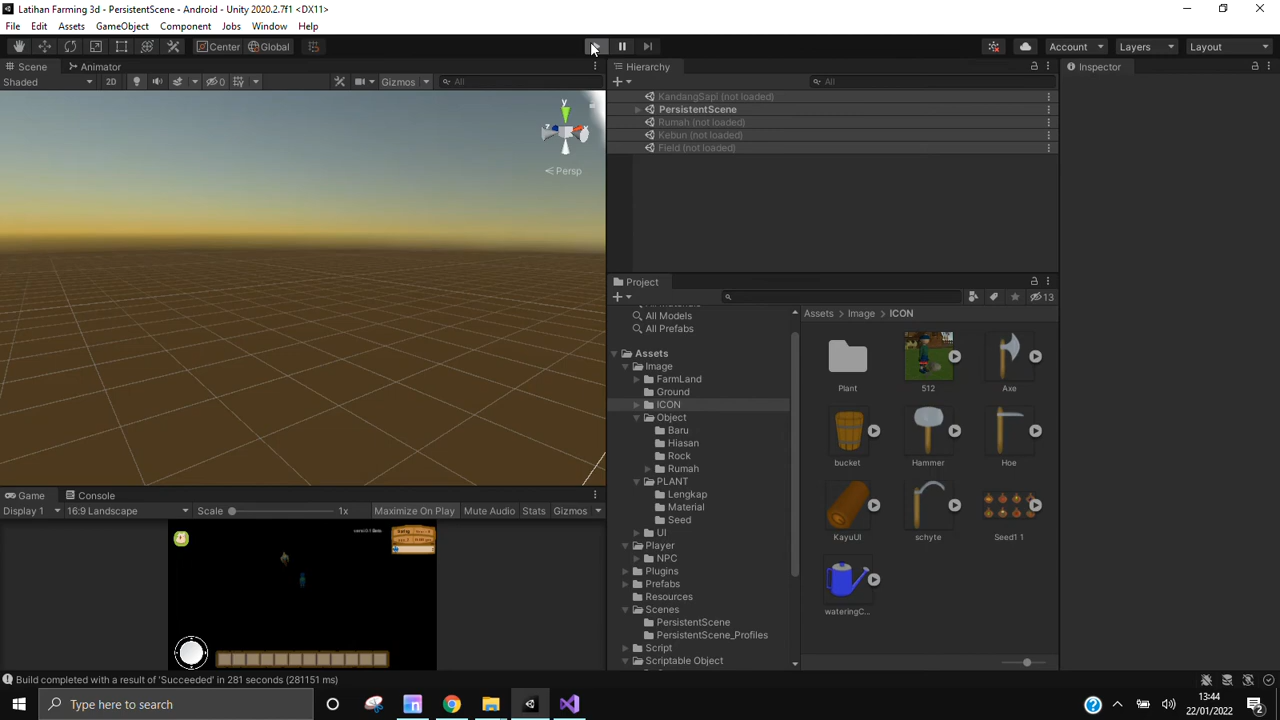 Latihan Farming 3d - PersistentScene - Android - Unity 2020.2.7f1 <DX11>
File Edit Assets GameObject Component Jobs Window Help
Center Global Account Layers Layout
Scene Animator
Shaded 2D 0 Gizmos All
y
Persp
Hierarchy
All
KandangSapi (not loaded)
PersistentScene
Rumah (not loaded)
Kebun (not loaded)
Field (not loaded)
Inspector
Project
13
All Models
All Prefabs
Assets
Image
FarmLand
Ground
ICON
Object
Baru
Hiasan
Rock
Rumah
PLANT
Lengkap
Material
Seed
UI
Player
NPC
Plugins
Prefabs
Resources
Scenes
PersistentScene
PersistentScene_Profiles
Script
Scriptable Object
Assets Image ICON
Plant 512 Axe
bucket Hammer Hoe
KayuUI schyte Seed1 1
wateringC...
Game Console
Display 1 16:9 Landscape Scale 1x Maximize On Play Mute Audio Stats Gizmos
Build completed with a result of 'Succeeded' in 281 seconds (281151 ms)
Type here to search
13:44
22/01/2022
2